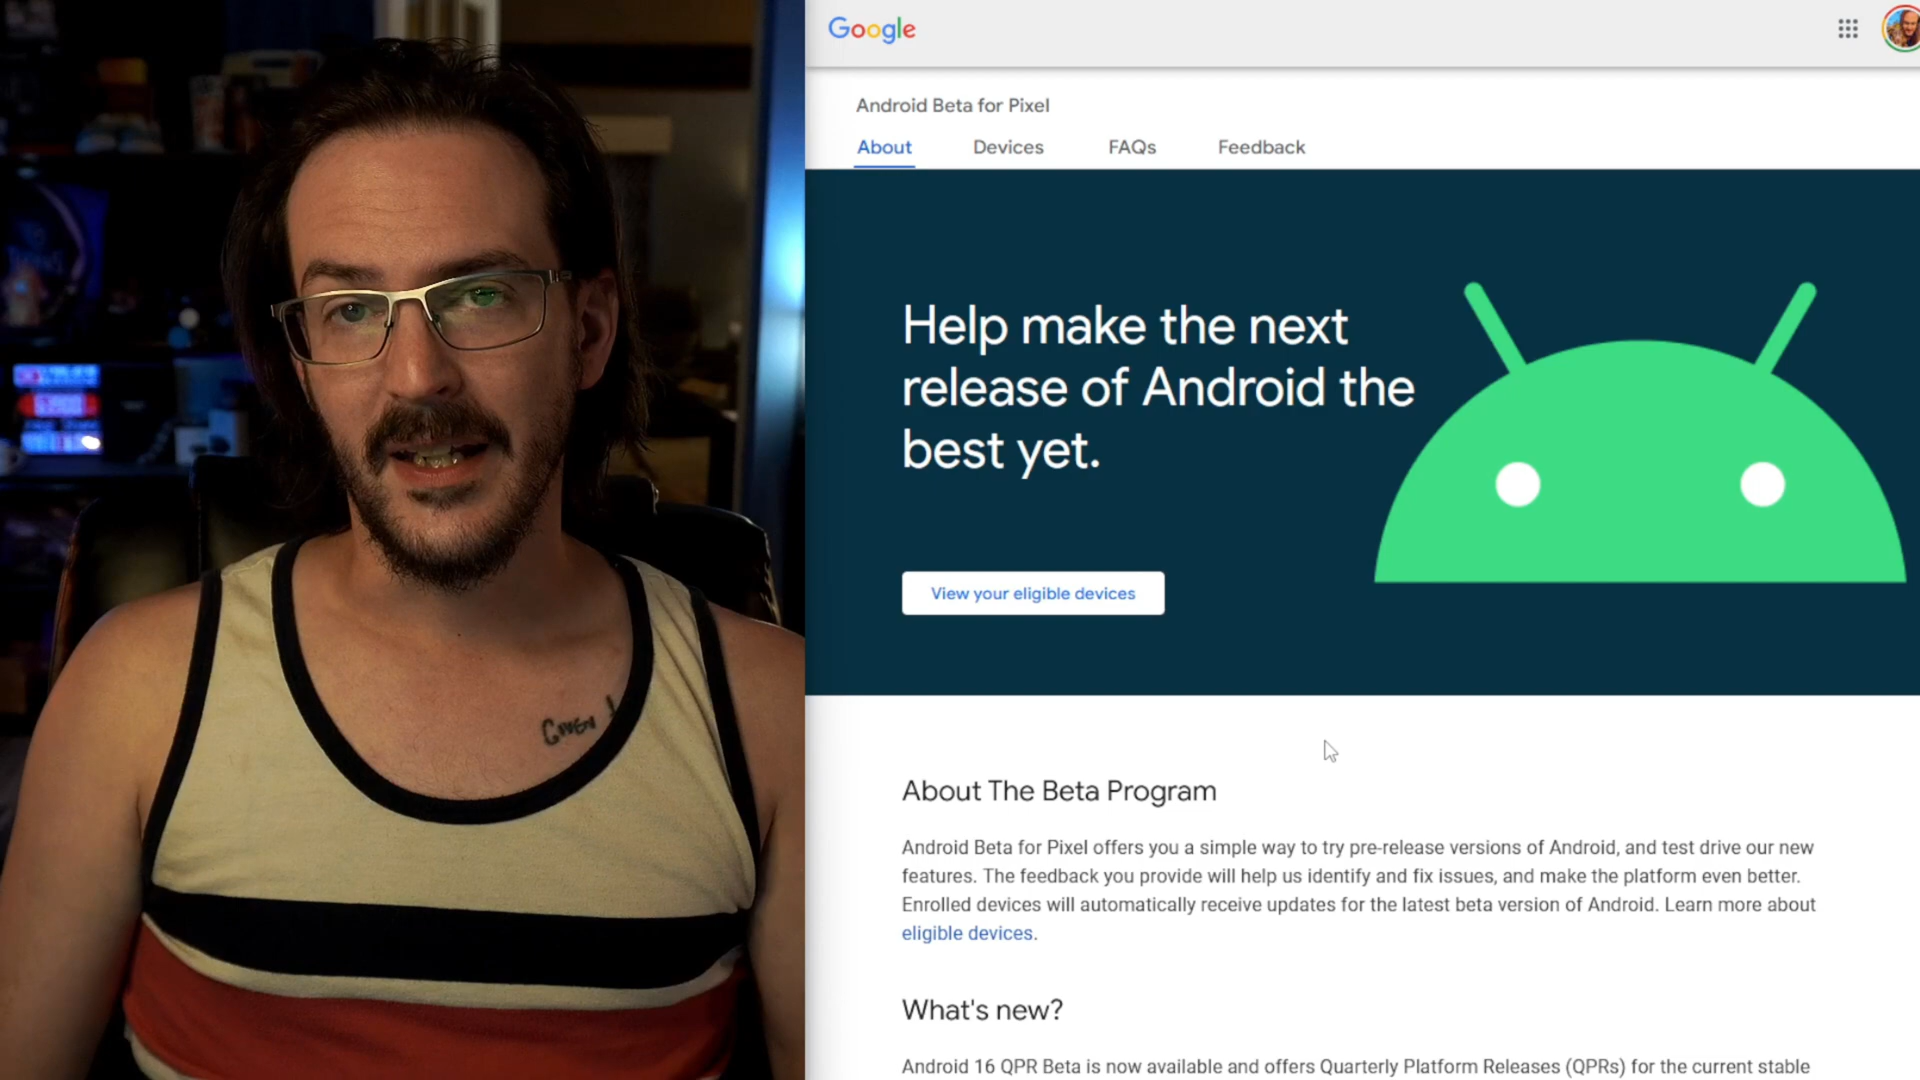 Google
Android Beta for Pixel
About Devices FAQs Feedback
Help make the next
release of Android the
best yet.
View your eligible devices
About The Beta Program
Android Beta for Pixel offers you a simple way to try pre-release versions of Android, and test drive our new
features. The feedback you provide will help us identify and fix issues, and make the platform even better.
Enrolled devices will automatically receive updates for the latest beta version of Android. Learn more about
eligible devices.
What's new?
Android 16 QPR Beta is now available and offers Quarterly Platform Releases (QPRs) for the current stable